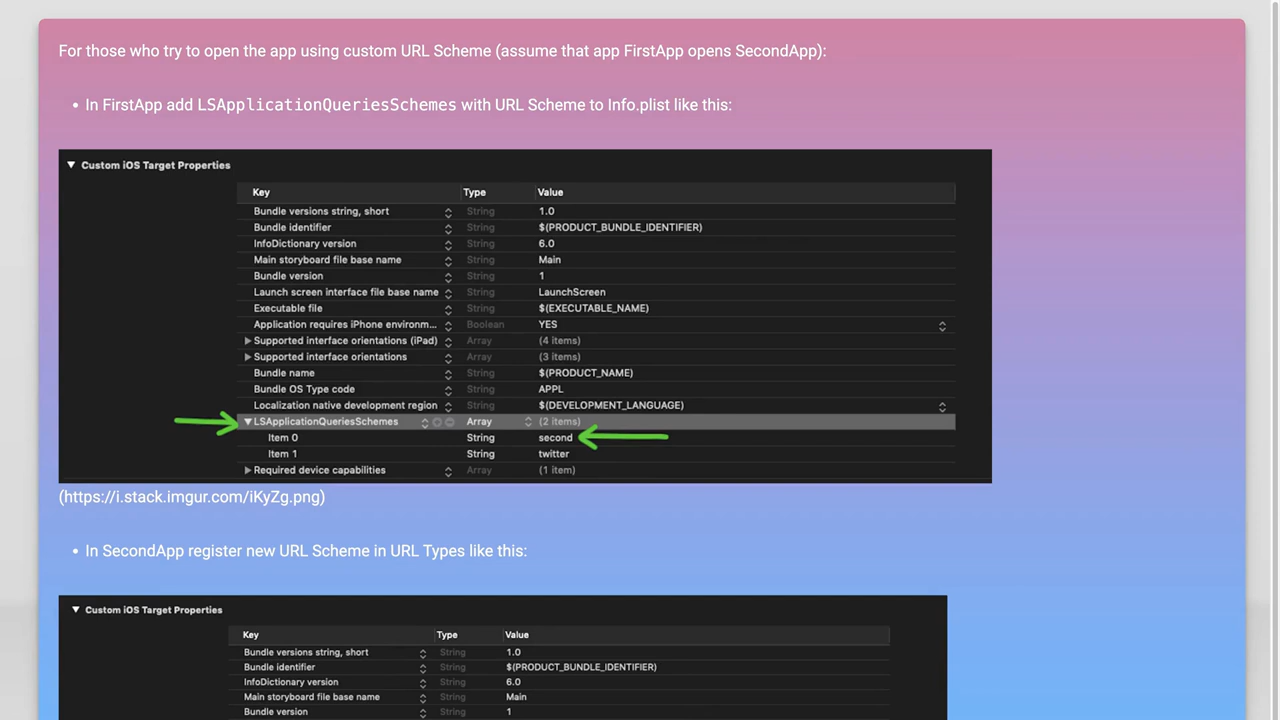 For those who try to open the app using custom URL Scheme (assume that app FirstApp opens SecondApp):
• In FirstApp add LSApplicationQueriesSchemes with URL Scheme to Info.plist like this:
Custom iOS Target Properties
Key Type Value
Bundle versions string, short String 1.0
Bundle identifier String $(PRODUCT_BUNDLE_IDENTIFIER)
InfoDictionary version String 6.0
Main storyboard file base name String Main
Bundle version String 1
Launch screen interface file base name String LaunchScreen
Executable file String $(EXECUTABLE_NAME)
Application requires iPhone environm... Boolean YES
Supported interface orientations (iPad) Array (4 items)
Supported interface orientations Array (3 items)
Bundle name String $(PRODUCT_NAME)
Bundle OS Type code String APPL
Localization native development region String $(DEVELOPMENT_LANGUAGE)
LSApplicationQueriesSchemes Array (2 items)
Item 0 String second
Item 1 String twitter
Required device capabilities Array (1 item)
(https://i.stack.imgur.com/iKyZg.png)
• In SecondApp register new URL Scheme in URL Types like this:
Custom iOS Target Properties
Key Type Value
Bundle versions string, short String 1.0
Bundle identifier String $(PRODUCT_BUNDLE_IDENTIFIER)
InfoDictionary version String 6.0
Main storyboard file base name String Main
Bundle version String 1